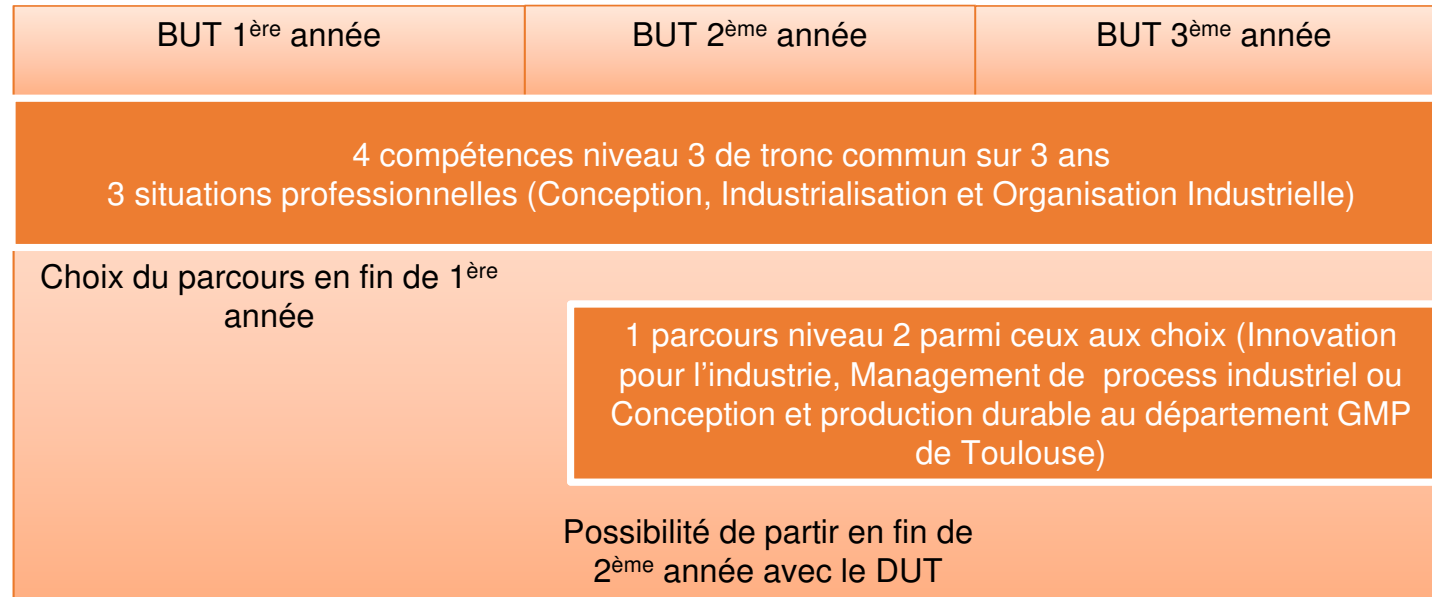 BUT 1ère année
BUT 2ème année
BUT 3ème année
4 compétences niveau 3 de tronc commun sur 3 ans
3 situations professionnelles (Conception, Industrialisation et Organisation Industrielle)
Choix du parcours en fin de 1ère
année
1 parcours niveau 2 parmi ceux aux choix (Innovation
pour l’industrie, Management de process industriel ou
Conception et production durable au département GMP
de Toulouse)
Possibilité de partir en fin de
2ème année avec le DUT